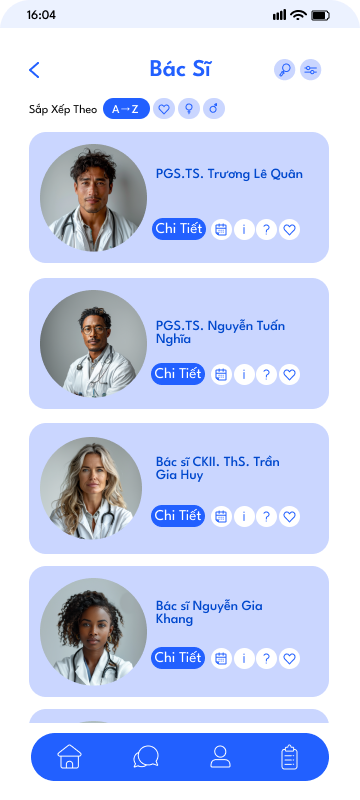 16:04
Bác Sĩ
Sắp Xếp Theo A→Z
PGS.TS. Trương Lê Quân
Chi Tiết i ?
PGS.TS. Nguyễn Tuấn
Nghĩa
Chi Tiết i ?
Bác sĩ CKII. ThS. Trần
Gia Huy
Chi Tiết i ?
Bác sĩ Nguyễn Gia
Khang
Chi Tiết i ?